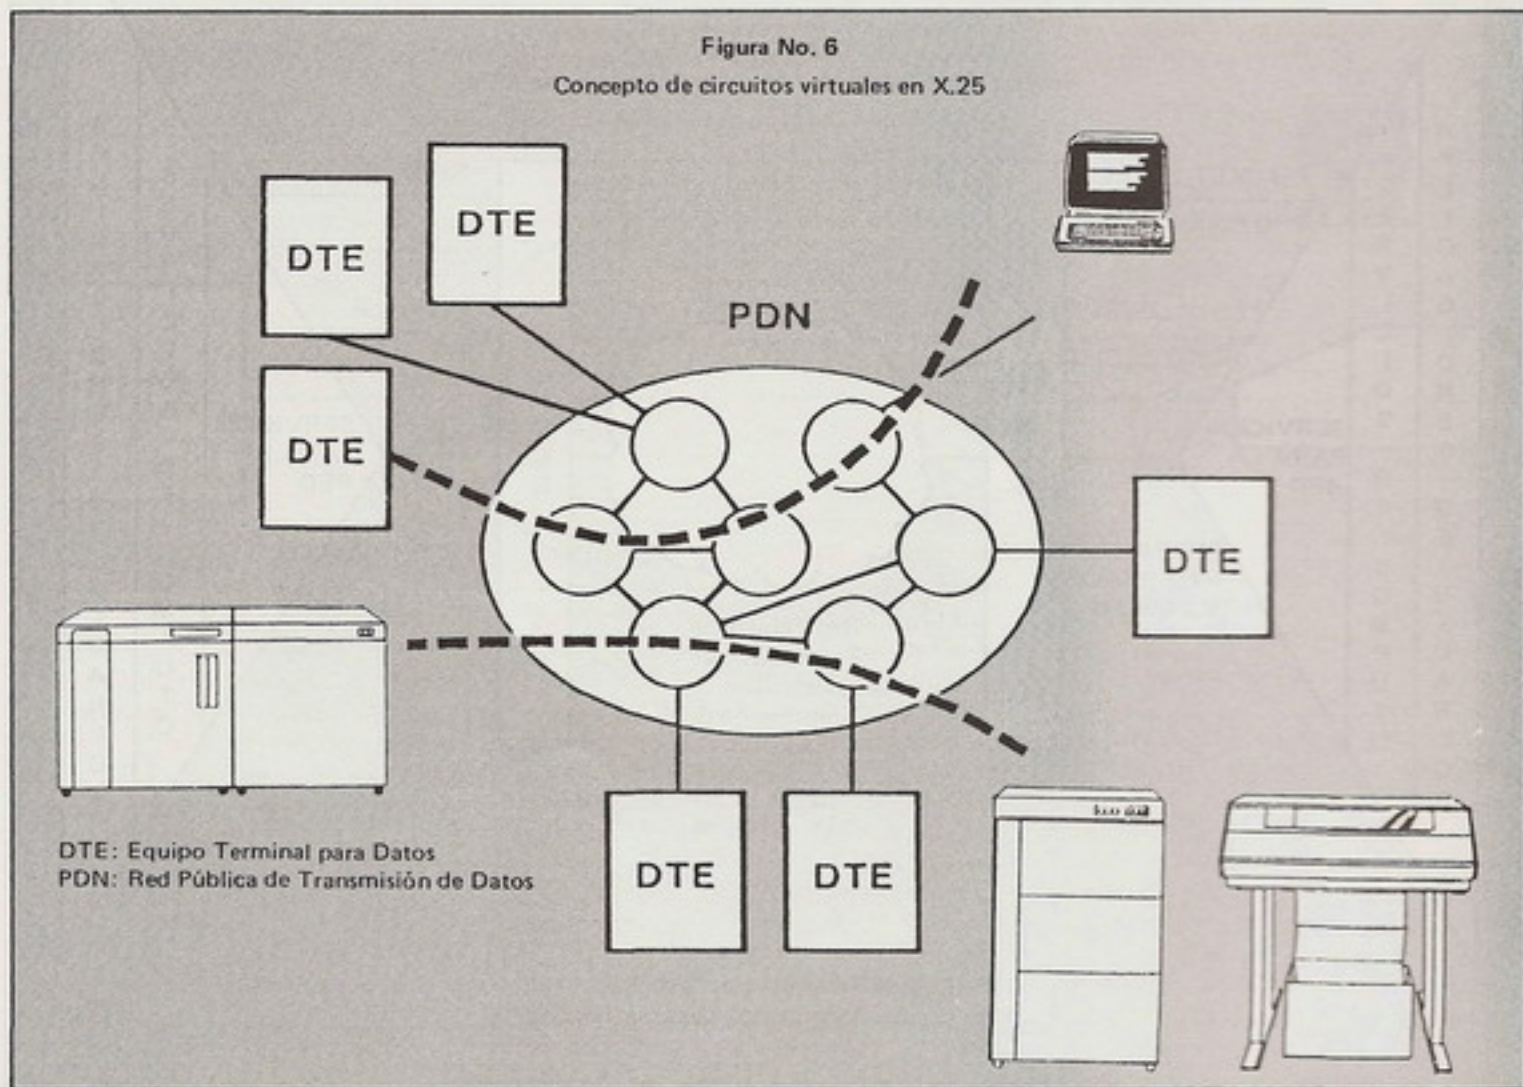 Figura No. 6
Concepto de circuitos virtuales en X.25
DTE
DTE
PDN
DTE
DTE
DTE: Equipo Terminal para Datos
PDN: Red Pública de Transmisión de Datos
DTE
DTE